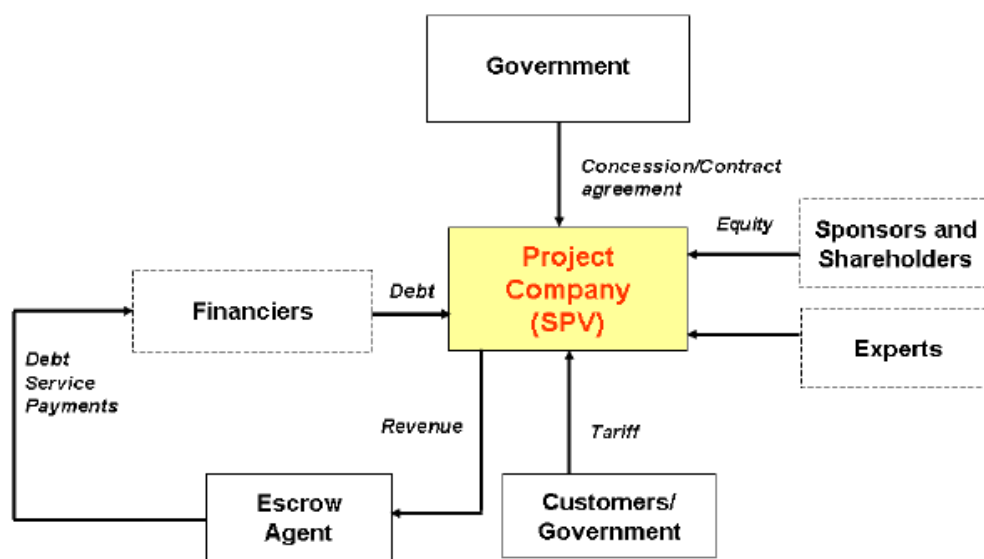 Government
Concession/Contract
agreement
Equity
Sponsors and
Shareholders
Project
Company
(SPV)
Debt
Financiers
Experts
Debt
Service
Payments
Revenue
Tariff
Escrow
Agent
Customers/
Government